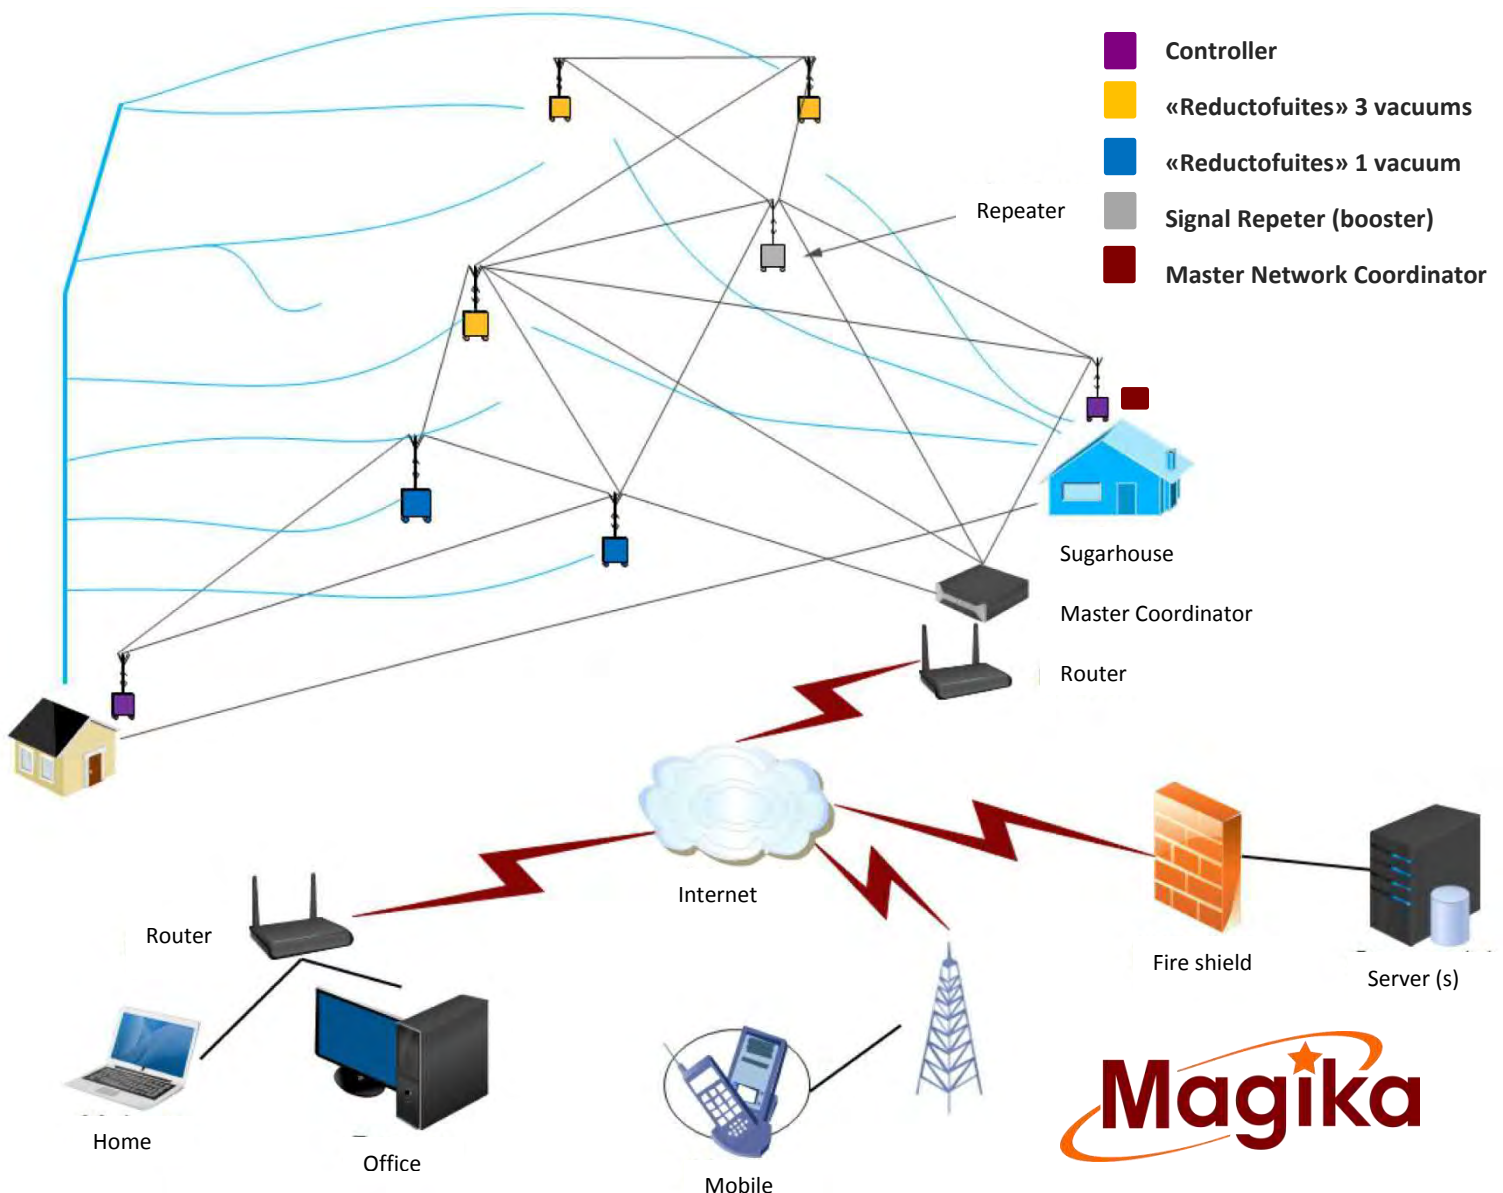 Controller
«Reductofuites» 3 vacuums
«Reductofuites» 1 vacuum
Signal Repeter (booster)
Master Network Coordinator
Repeater
Sugarhouse
Master Coordinator
Router
Internet
Router
Fire shield
Server (s)
Home
Office
Mobile
Magika